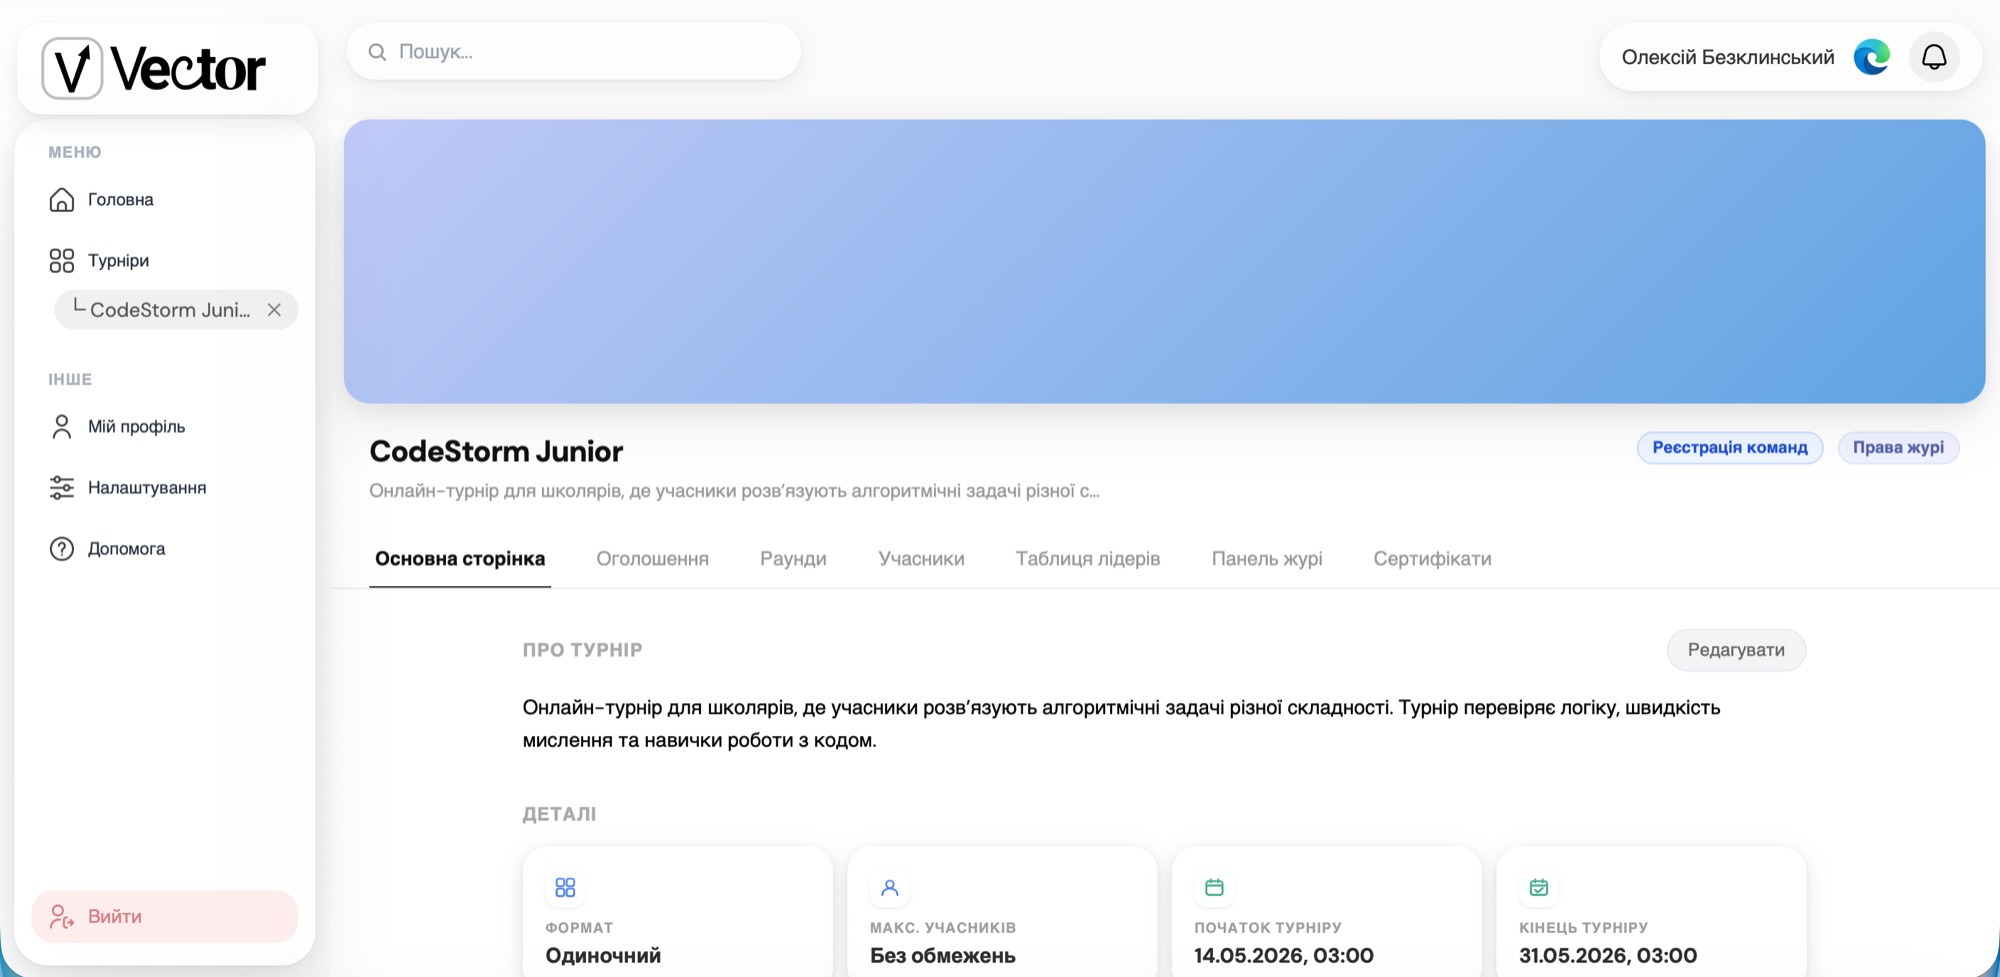 Vector
Пошук...
Олексій Безклинський
МЕНЮ
Головна
Турніри
CodeStorm Juni...
ІНШЕ
Мій профіль
Налаштування
Допомога
Вийти
CodeStorm Junior
Реєстрація команд
Права журі
Онлайн-турнір для школярів, де учасники розв'язують алгоритмічні задачі різної с...
Основна сторінка
Оголошення
Раунди
Учасники
Таблиця лідерів
Панель журі
Сертифікати
ПРО ТУРНІР
Редагувати
Онлайн-турнір для школярів, де учасники розв'язують алгоритмічні задачі різної складності. Турнір перевіряє логіку, швидкість
мислення та навички роботи з кодом.
ДЕТАЛІ
ФОРМАТ
Одиночний
МАКС. УЧАСНИКІВ
Без обмежень
ПОЧАТОК ТУРНІРУ
14.05.2026, 03:00
КІНЕЦЬ ТУРНІРУ
31.05.2026, 03:00